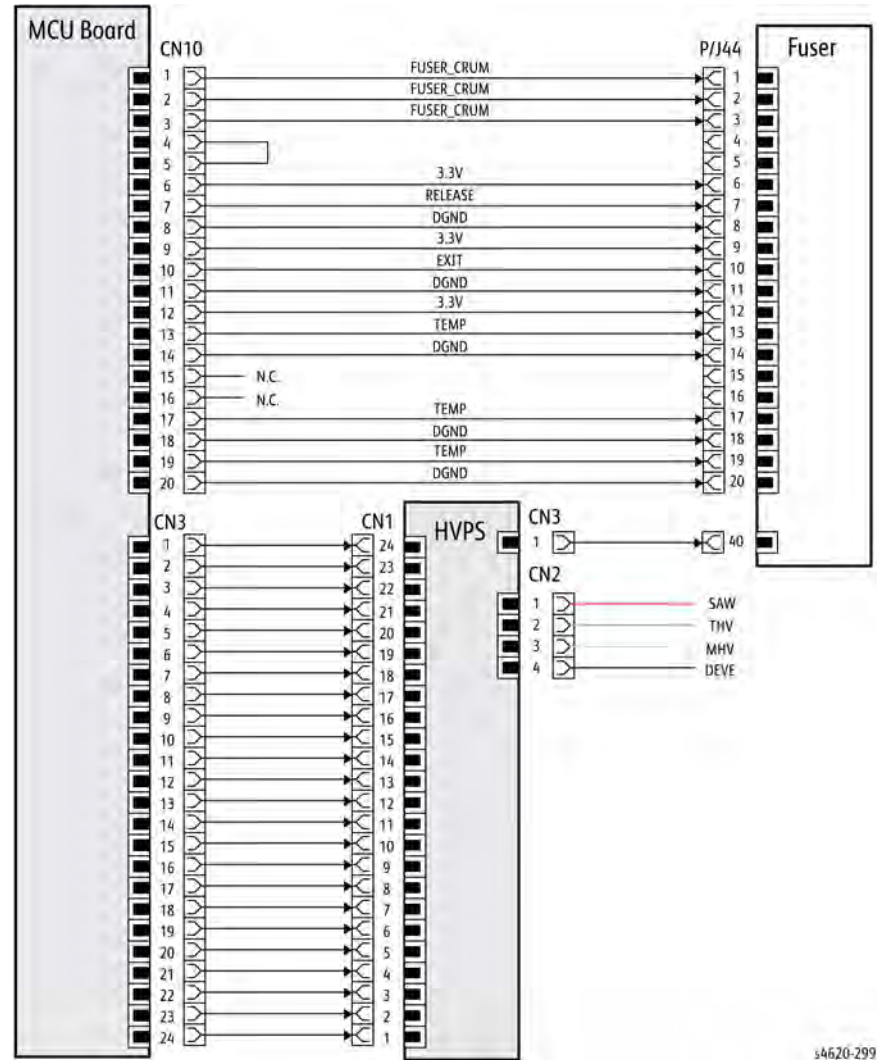 MCU Board
CN10 P/J44 Fuser
1 FUSER_CRUM 1
2 FUSER_CRUM 2
3 FUSER_CRUM 3
4 4
5 5
6 3.3V 6
7 RELEASE 7
8 DGND 8
9 3.3V 9
10 EXIT 10
11 DGND 11
12 3.3V 12
13 TEMP 13
14 DGND 14
15 N.C. 15
16 N.C. 16
17 TEMP 17
18 DGND 18
19 TEMP 19
20 DGND 20
CN3 CN1 HVPS CN3
1 24 1 40
2 23 CN2
3 22
4 21 1 SAW
5 20 2 THV
6 19 3 MHV
7 18 4 DEVE
8 17
9 16
10 15
11 14
12 13
13 12
14 11
15 10
16 9
17 8
18 7
19 6
20 5
21 4
22 3
23 2
24 1
s4620-299